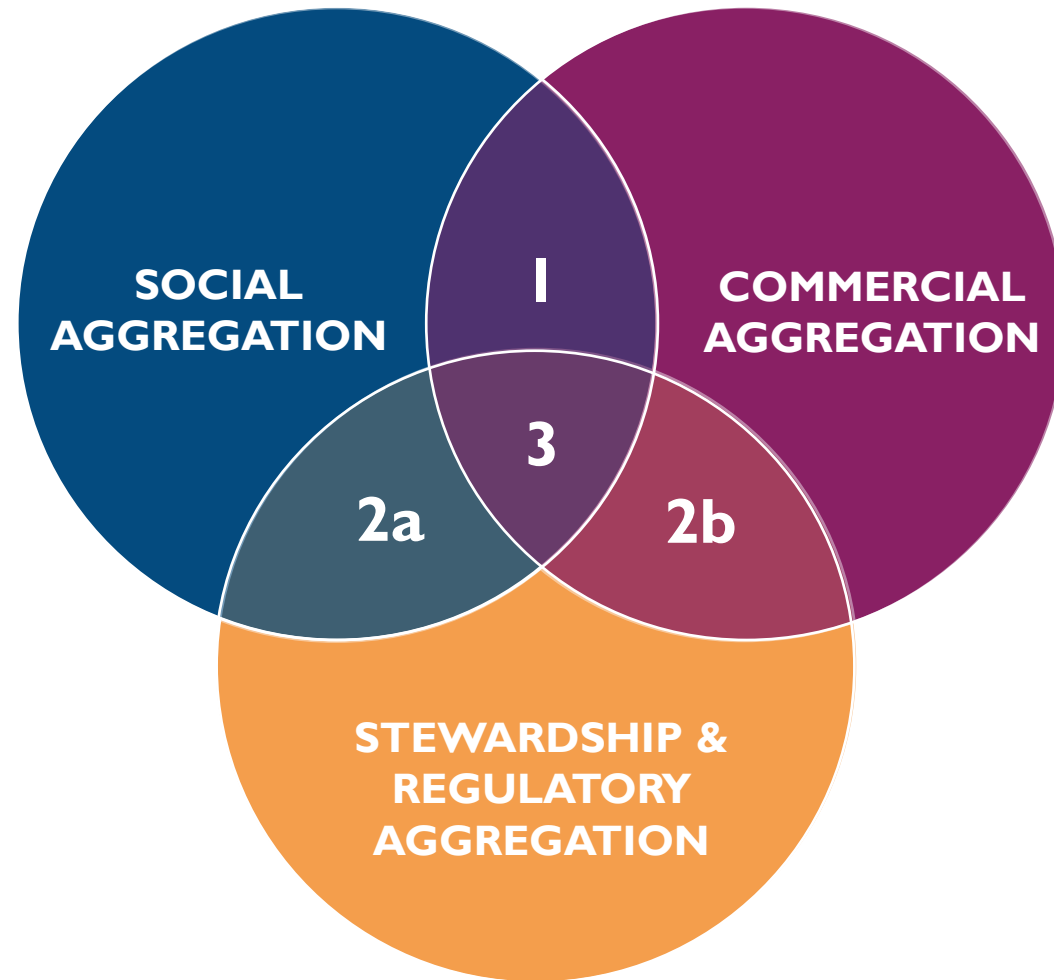 SOCIAL
AGGREGATION
1
COMMERCIAL
AGGREGATION
3
2a
2b
STEWARDSHIP &
REGULATORY
AGGREGATION